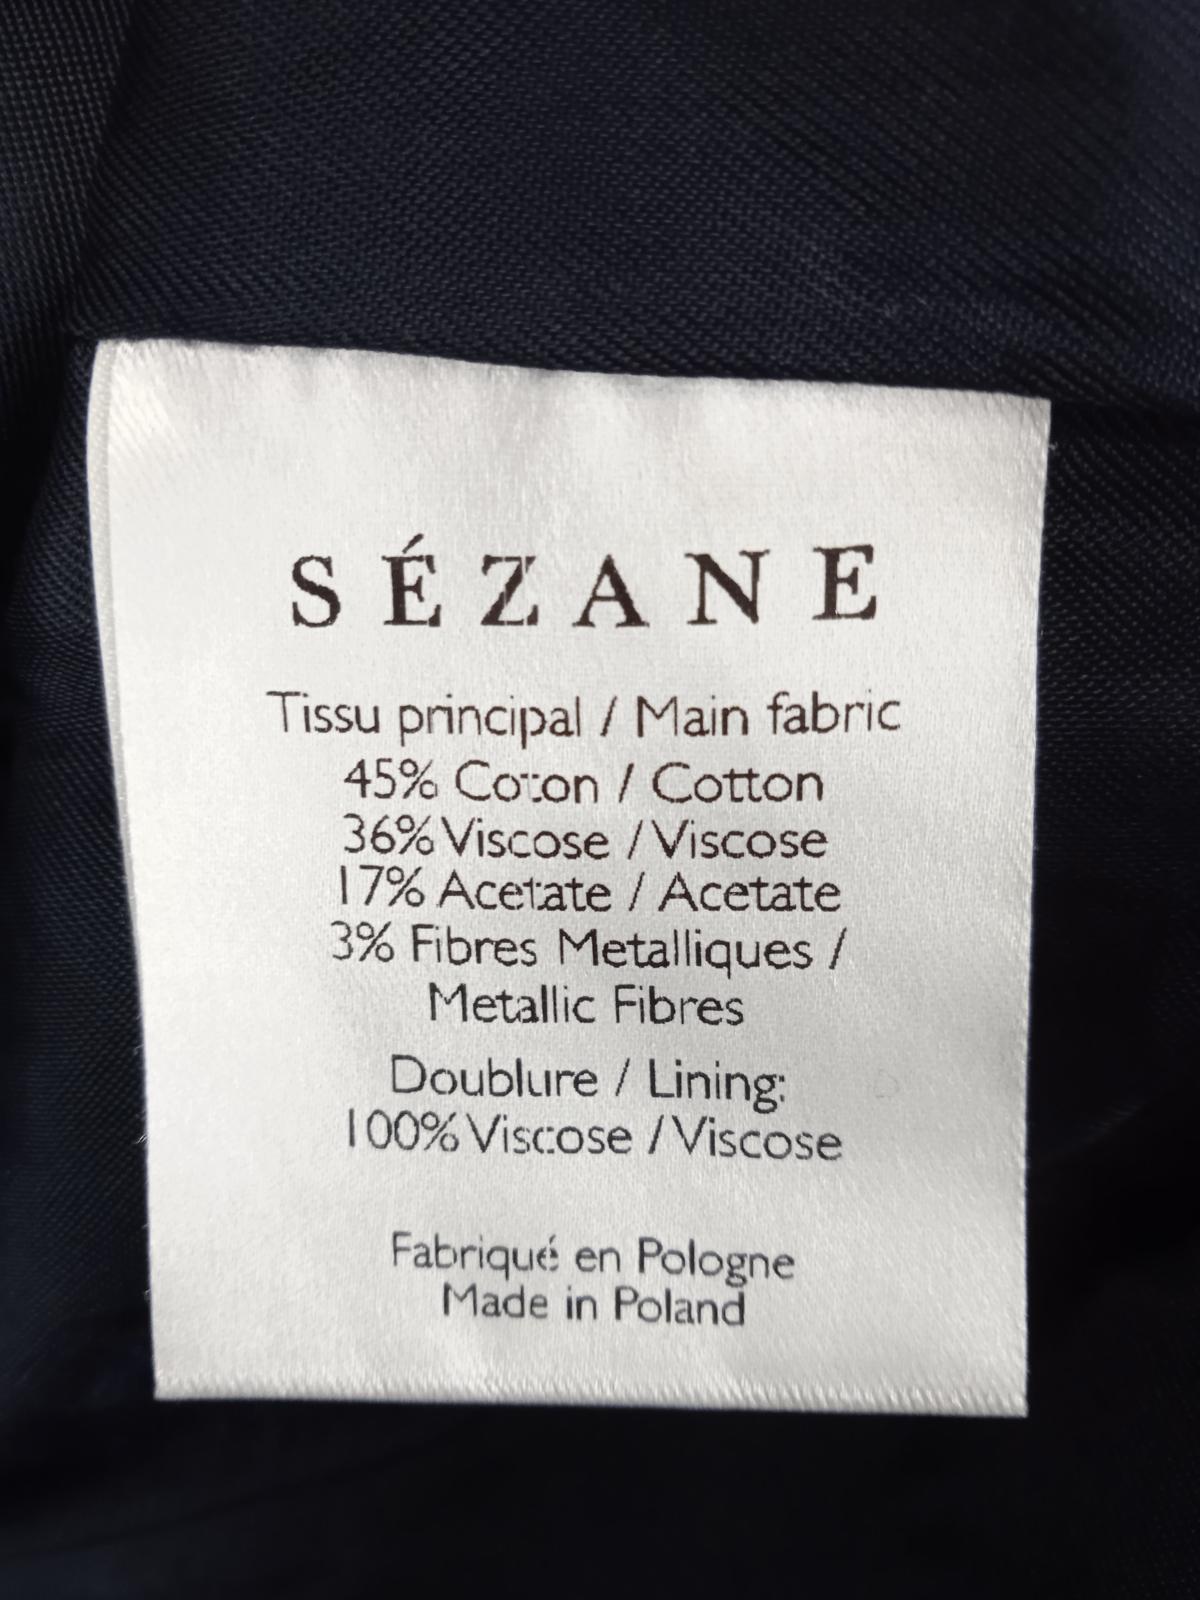 SÉZANE
Tissu principal / Main fabric
45% Coton / Cotton
36% Viscose / Viscose
17% Acetate / Acetate
3% Fibres Metalliques /
Metallic Fibres
Doublure / Lining:
100% Viscose / Viscose
Fabriqué en Pologne
Made in Poland